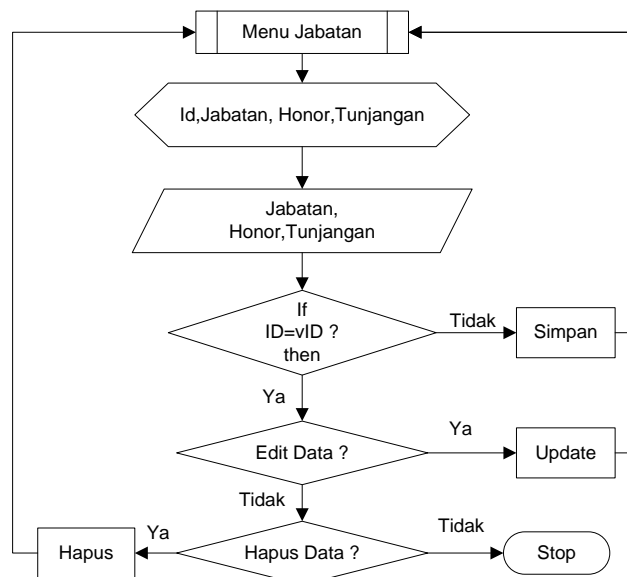 Menu Jabatan
Id,Jabatan, Honor,Tunjangan
Jabatan,
Honor,Tunjangan
If
ID=vID ?
then
Tidak
Simpan
Ya
Edit Data ?
Ya
Update
Tidak
Hapus
Ya
Hapus Data ?
Tidak
Stop